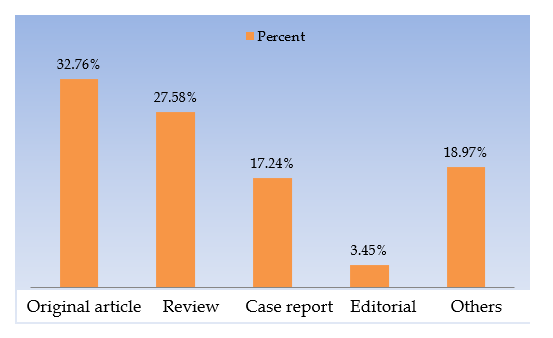 Percent
32.76%
27.58%
17.24%
3.45%
18.97%
Original article Review Case report Editorial Others